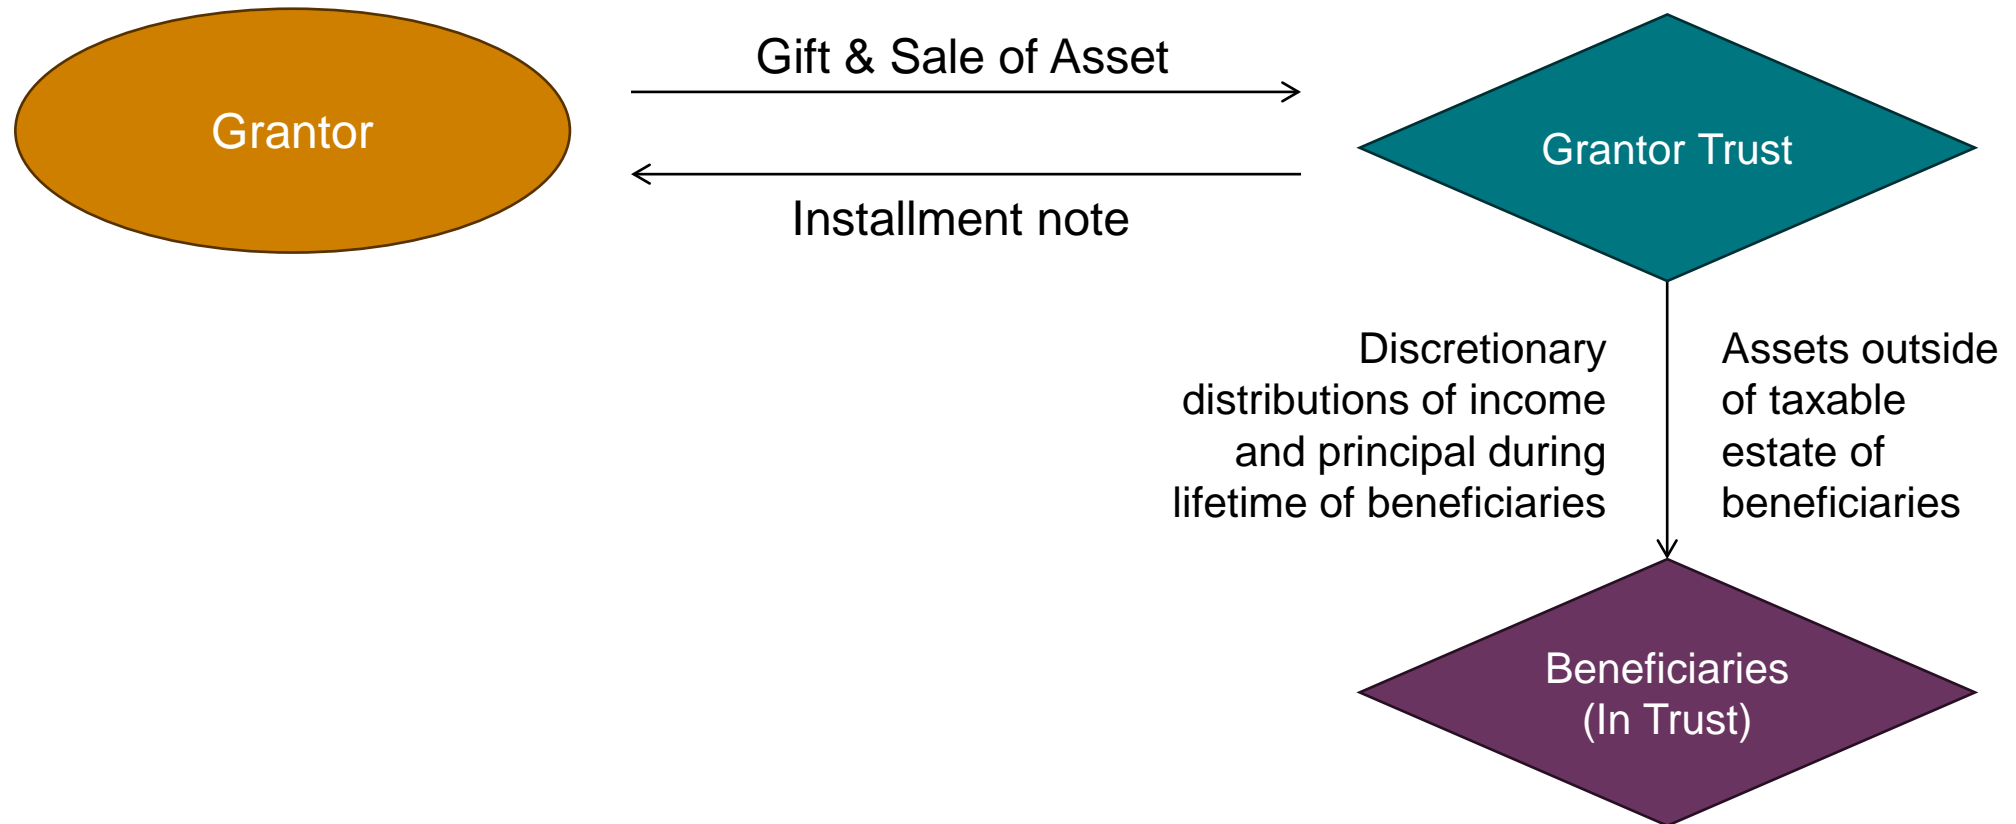 Gift & Sale of Asset
Grantor
Grantor Trust
Installment note
Discretionary
distributions of income
and principal during
lifetime of beneficiaries
Assets outside
of taxable
estate of
beneficiaries
Beneficiaries
(In Trust)